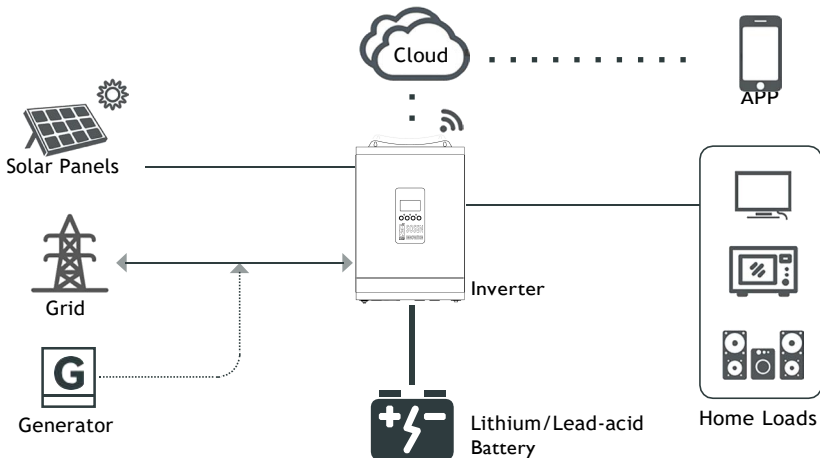 Cloud
APP
Solar Panels
Inverter
Grid
G
Generator
Lithium/Lead-acid
Battery
Home Loads